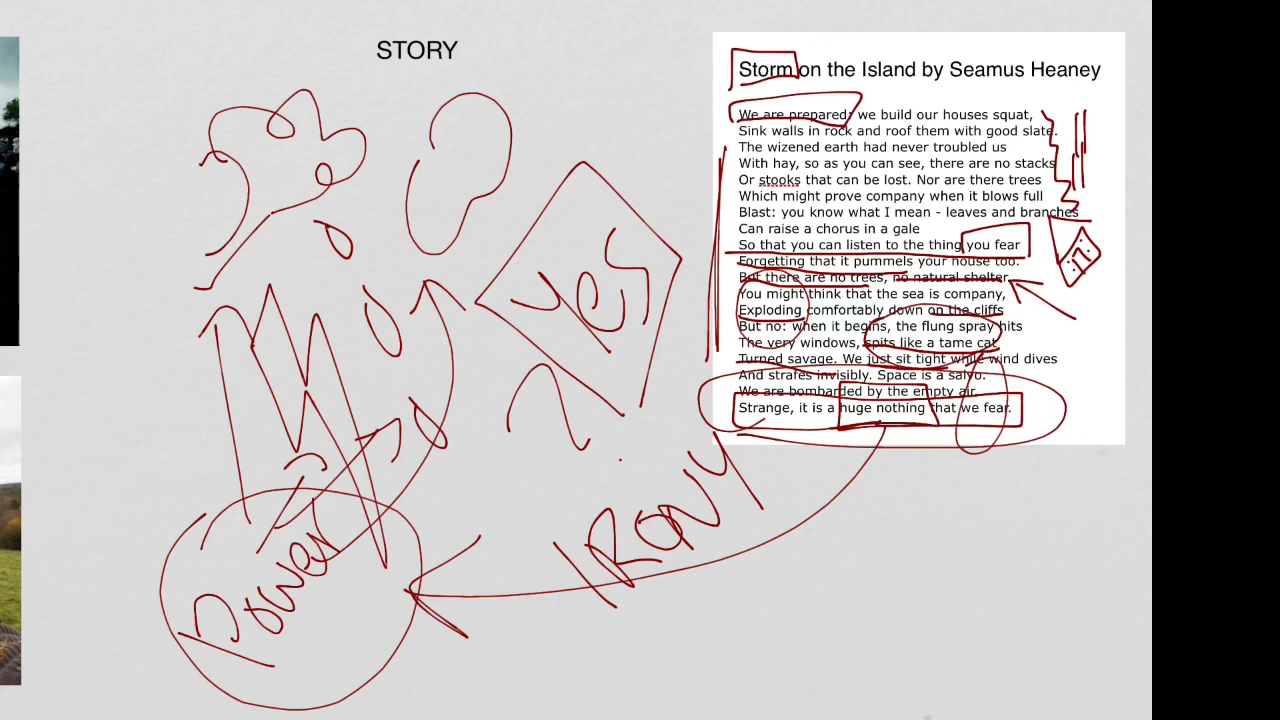 STORY
Storm on the Island by Seamus Heaney
We are prepared: we build our houses squat,
Sink walls in rock and roof them with good slate.
The wizened earth had never troubled us
With hay, so as you can see, there are no stacks
Or stooks that can be lost. Nor are there trees
Which might prove company when it blows full
Blast: you know what I mean - leaves and branches
Can raise a chorus in a gale
So that you can listen to the thing you fear
Forgetting that it pummels your house too.
But there are no trees, no natural shelter.
You might think that the sea is company,
Exploding comfortably down on the cliffs
But no: when it begins, the flung spray hits
The very windows, spits like a tame cat
Turned savage. We just sit tight while wind dives
And strafes invisibly. Space is a salvo.
We are bombarded by the empty air.
Strange, it is a huge nothing that we fear.
Yes
IRONY
Power